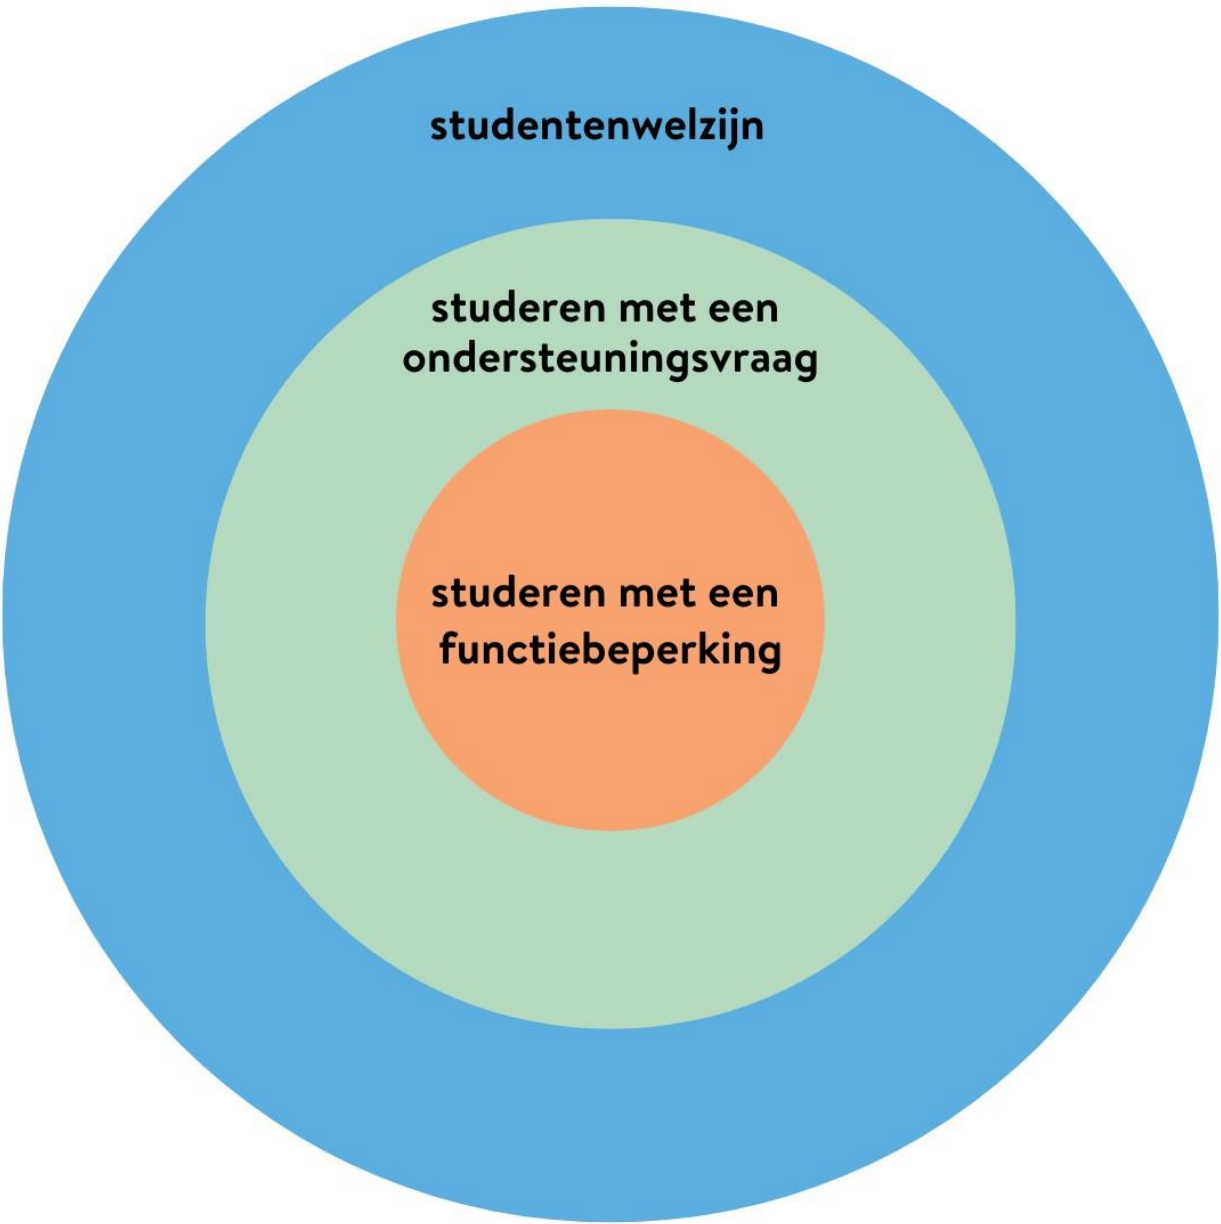 studentenwelzijn
studeren met een
ondersteuningsvraag
studeren met een
functiebeperking